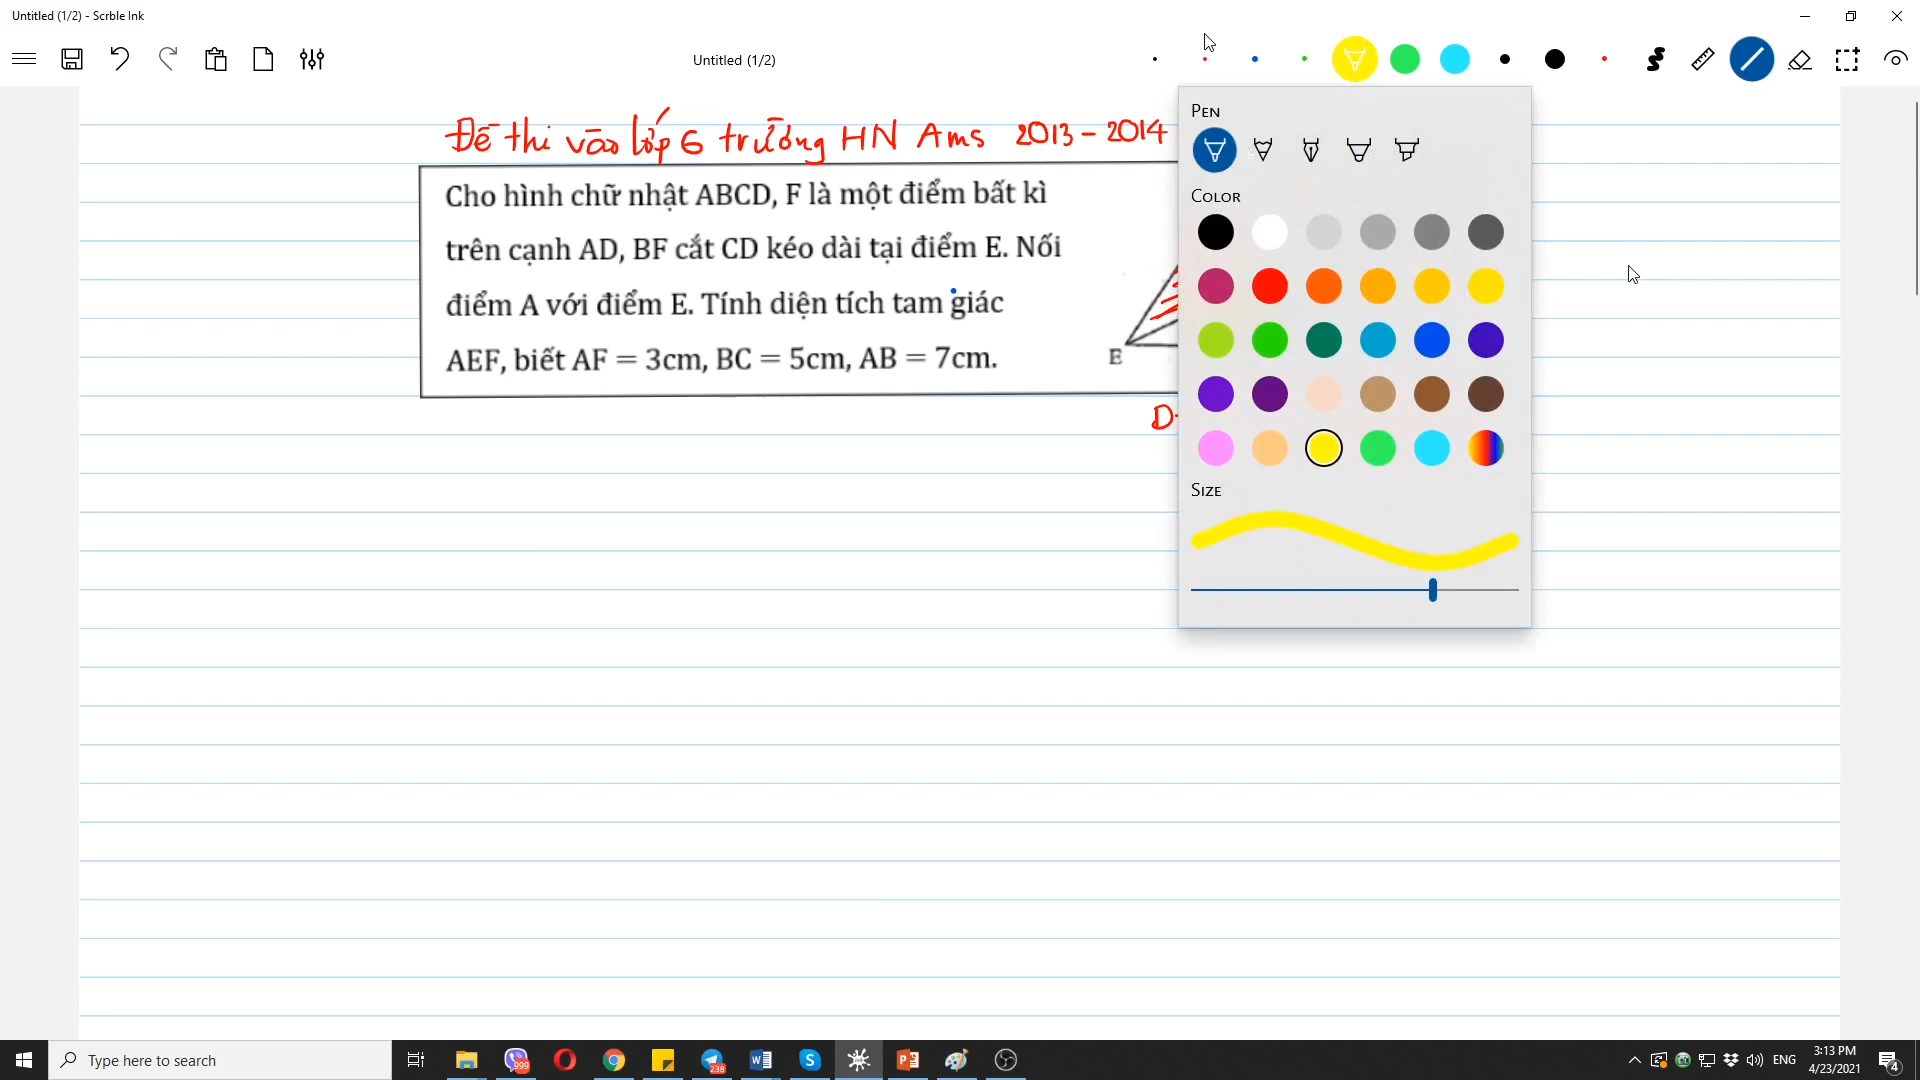 Untitled (1/2) - Scrble Ink
Untitled (1/2)
Đề thi vào lớp 6 trường HN Ams 2013-2014
Cho hình chữ nhật ABCD, F là một điểm bất kì
trên cạnh AD, BF cắt CD kéo dài tại điểm E. Nối
điểm A với điểm E. Tính diện tích tam giác
AEF, biết AF = 3cm, BC = 5cm, AB = 7cm.
E
PEN
COLOR
SIZE
Type here to search
999
238
ENG
3:13 PM
4/23/2021
4